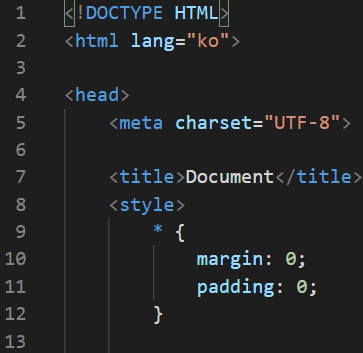 1 <!DOCTYPE HTML>
2 <html lang="ko">
3
4 <head>
5     <meta charset="UTF-8">
6
7     <title>Document</title>
8     <style>
9         * {
10             margin: 0;
11             padding: 0;
12         }
13